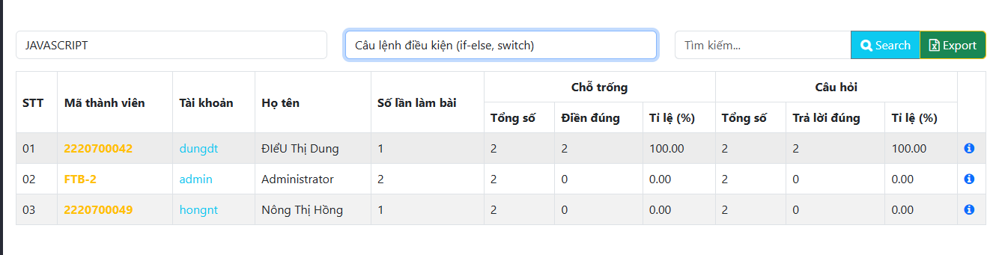 JAVASCRIPT Câu lệnh điều kiện (if-else, switch) Tìm kiếm... Search Export
STT Mã thành viên Tài khoản Họ tên Số lần làm bài Chỗ trống Câu hỏi
Tổng số Điền đúng Tỉ lệ (%) Tổng số Trả lời đúng Tỉ lệ (%)
01 2220700042 dungdt ĐIểU Thị Dung 1 2 2 100.00 2 2 100.00
02 FTB-2 admin Administrator 2 2 0 0.00 2 0 0.00
03 2220700049 hongnt Nông Thị Hồng 1 2 0 0.00 2 0 0.00